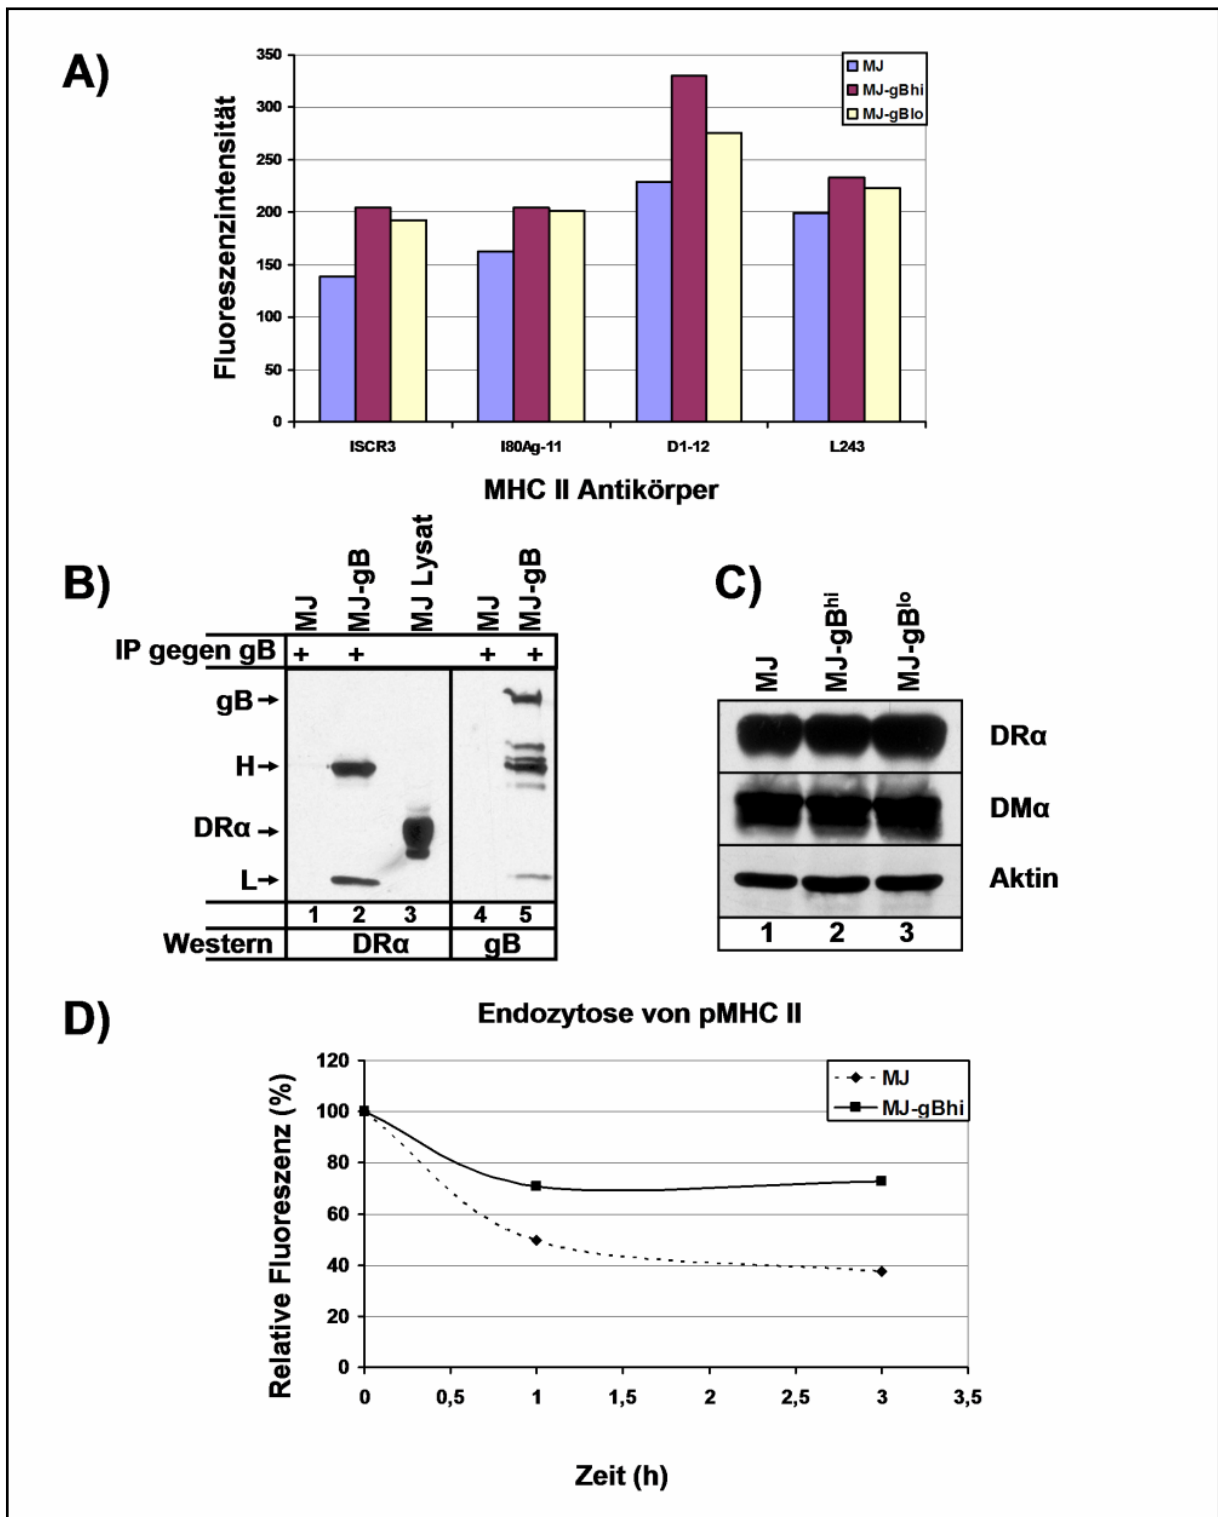 A)
350
300
250
200
150
100
50
0
Fluoreszenzintensität
MJ
MJ-gBhi
MJ-gBlo
ISCR3 I80Ag-11 D1-12 L243
MHC II Antikörper
B)
MJ MJ-gB MJ Lysat MJ MJ-gB
IP gegen gB + + + +
gB
H
DRα
L
1 2 3 4 5
Western DRα gB
C)
MJ MJ-gBhi MJ-gBlo
DRα
DMα
Aktin
1 2 3
D)
Endozytose von pMHC II
120
100
80
60
40
20
0
Relative Fluoreszenz (%)
MJ
MJ-gBhi
0 0,5 1 1,5 2 2,5 3 3,5
Zeit (h)